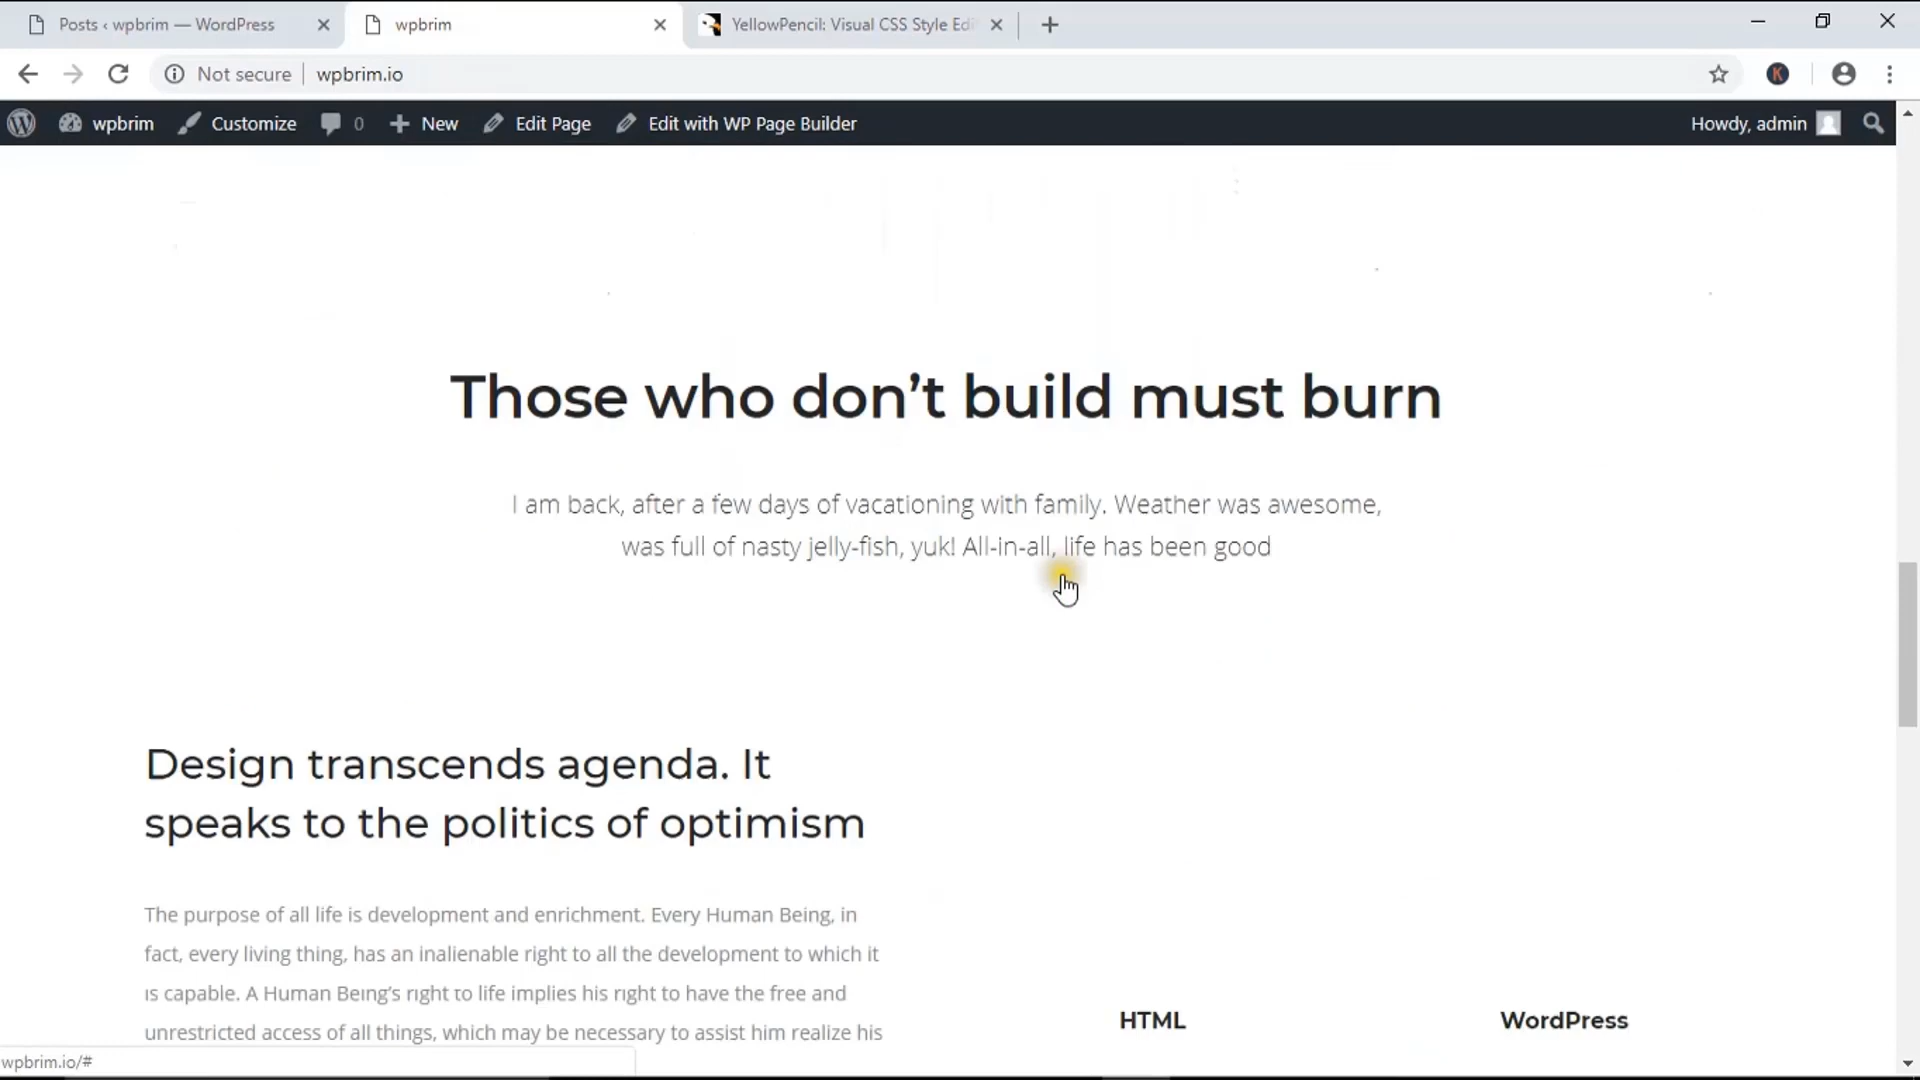 Posts ‹ wpbrim — WordPress
wpbrim
YellowPencil: Visual CSS Style Edi
Not secure
wpbrim.io
wpbrim
Customize
0
New
Edit Page
Edit with WP Page Builder
Howdy, admin
Those who don’t build must burn
I am back, after a few days of vacationing with family. Weather was awesome,
was full of nasty jelly-fish, yuk! All-in-all, life has been good
Design transcends agenda. It
speaks to the politics of optimism
The purpose of all life is development and enrichment. Every Human Being, in
fact, every living thing, has an inalienable right to all the development to which it
is capable. A Human Being’s right to life implies his right to have the free and
unrestricted access of all things, which may be necessary to assist him realize his
HTML
WordPress
wpbrim.io/#